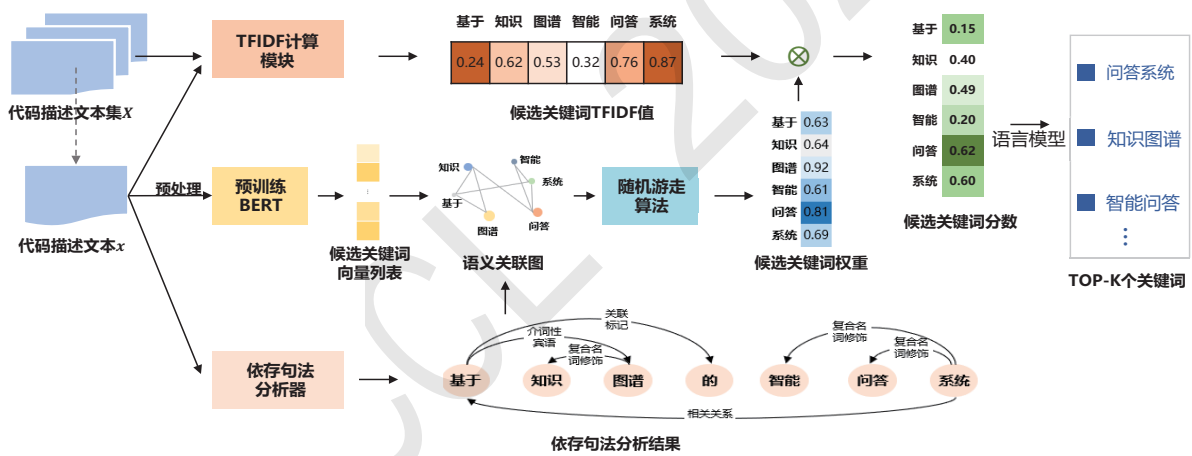 代码描述文本集X
代码描述文本x
预处理
TFIDF计算
模块
预训练
BERT
依存句法
分析器
基于 知识 图谱 智能 问答 系统
0.24 0.62 0.53 0.32 0.76 0.87
候选关键词TFIDF值
候选关键词
向量列表
知识
智能
系统
基于
图谱
问答
语义关联图
随机游走
算法
基于 0.63
知识 0.64
图谱 0.92
智能 0.61
问答 0.81
系统 0.69
候选关键词权重
基于 0.15
知识 0.40
图谱 0.49
智能 0.20
问答 0.62
系统 0.60
候选关键词分数
语言模型
问答系统
知识图谱
智能问答
⋮
TOP-K个关键词
关联
标记
介词性
宾语
复合名
词修饰
复合名
词修饰
复合名
词修饰
基于 知识 图谱 的 智能 问答 系统
相关关系
依存句法分析结果
CCL 202